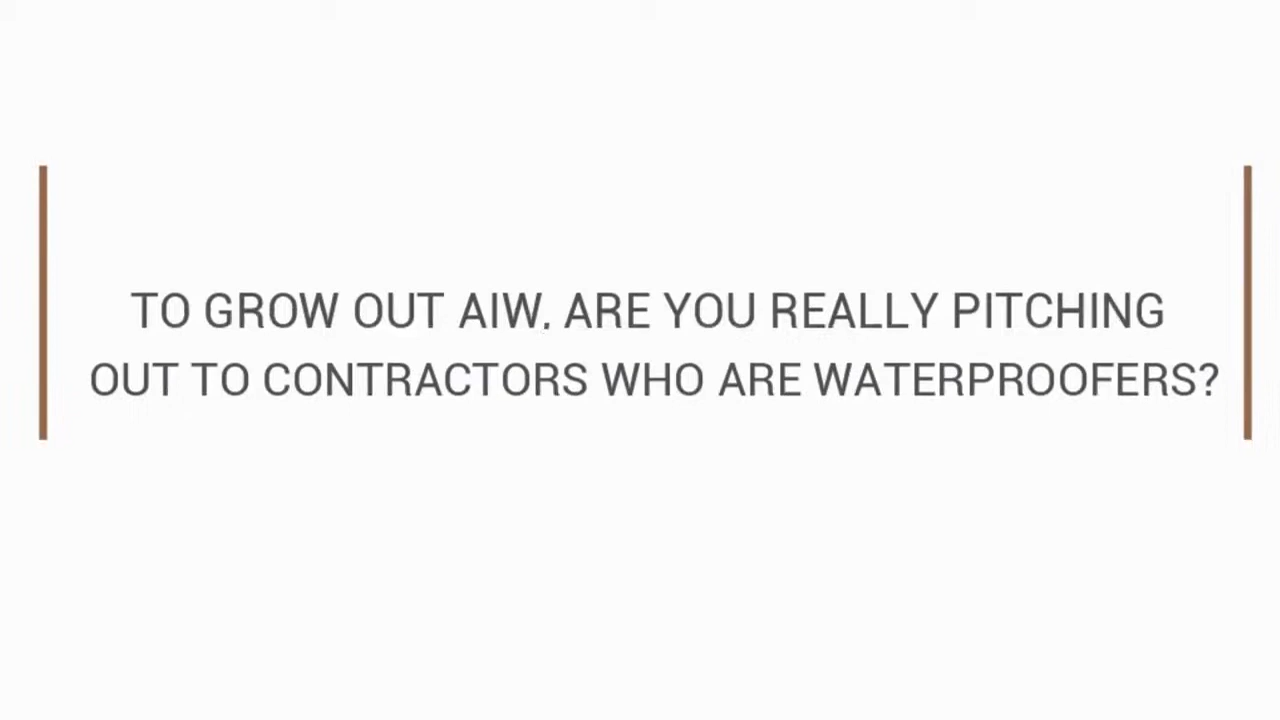 TO GROW OUT AIW, ARE YOU REALLY PITCHING
OUT TO CONTRACTORS WHO ARE WATERPROOFERS?